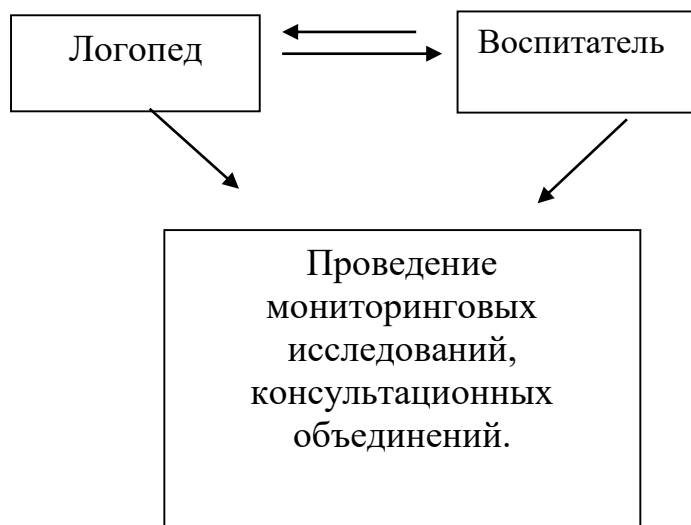 Логопед
Воспитатель
Проведение
мониторинговых
исследований,
консультационных
объединений.